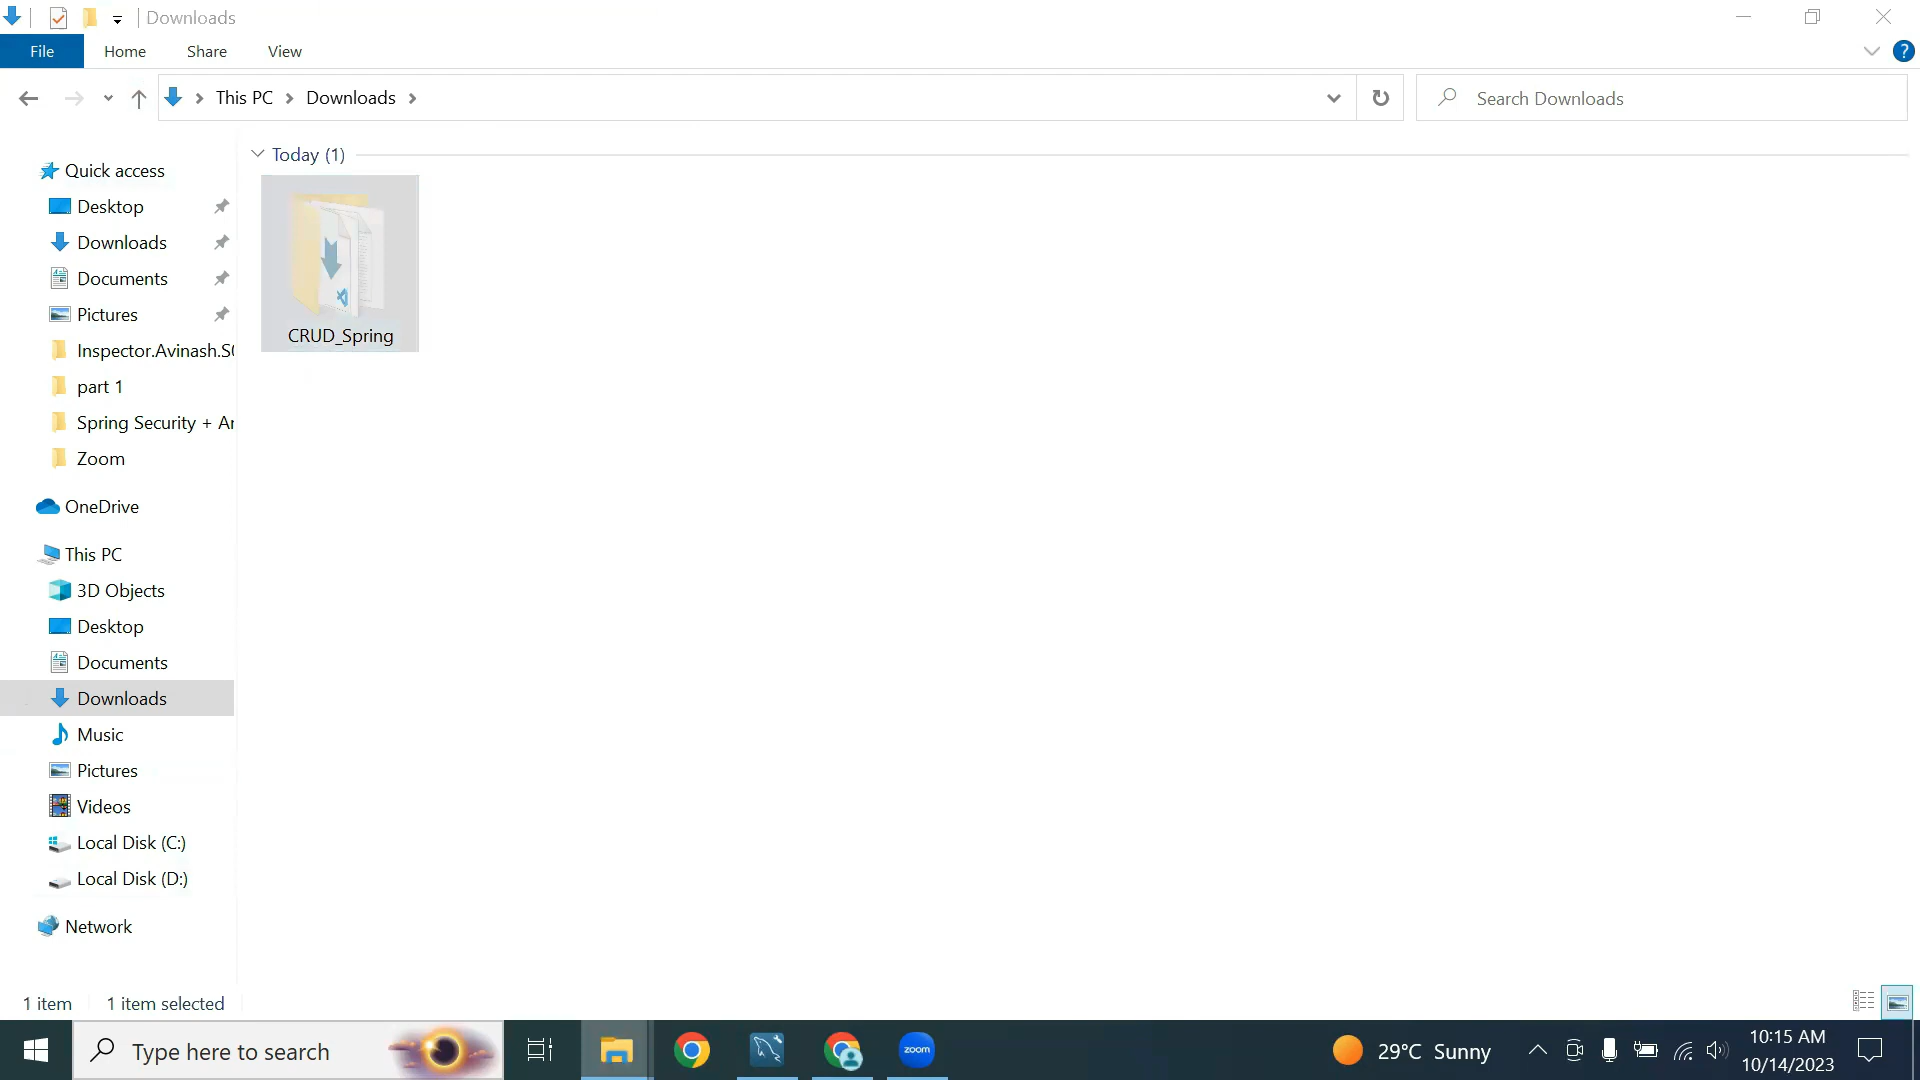 Downloads
File Home Share View ?
This PC Downloads Search Downloads
Today (1)
CRUD_Spring
Quick access
Desktop
Downloads
Documents
Pictures
Inspector.Avinash.S
part 1
Spring Security + Ar
Zoom
OneDrive
This PC
3D Objects
Desktop
Documents
Downloads
Music
Pictures
Videos
Local Disk (C:)
Local Disk (D:)
Network
1 item 1 item selected
Type here to search zoom 29°C Sunny 10:15 AM
10/14/2023